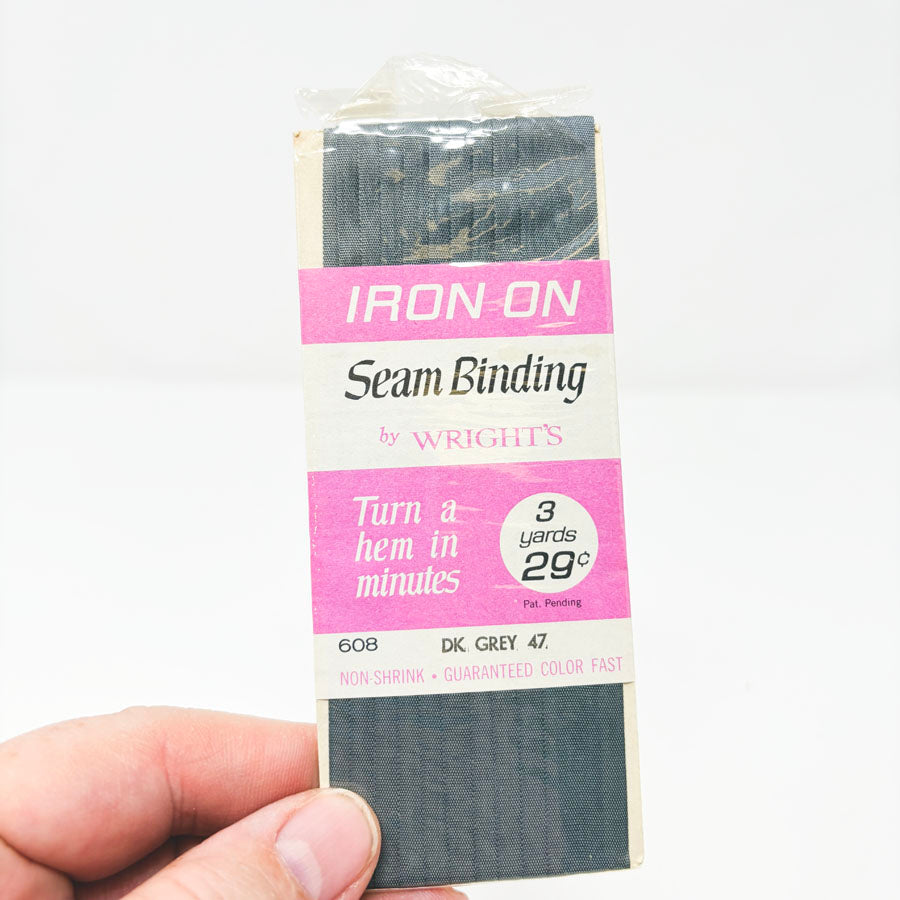 IRON-ON
Seam Binding
by WRIGHT'S
Turn a
hem in
minutes
3
yards
29¢
Pat. Pending
608 DK. GREY 47.
NON-SHRINK • GUARANTEED COLOR FAST